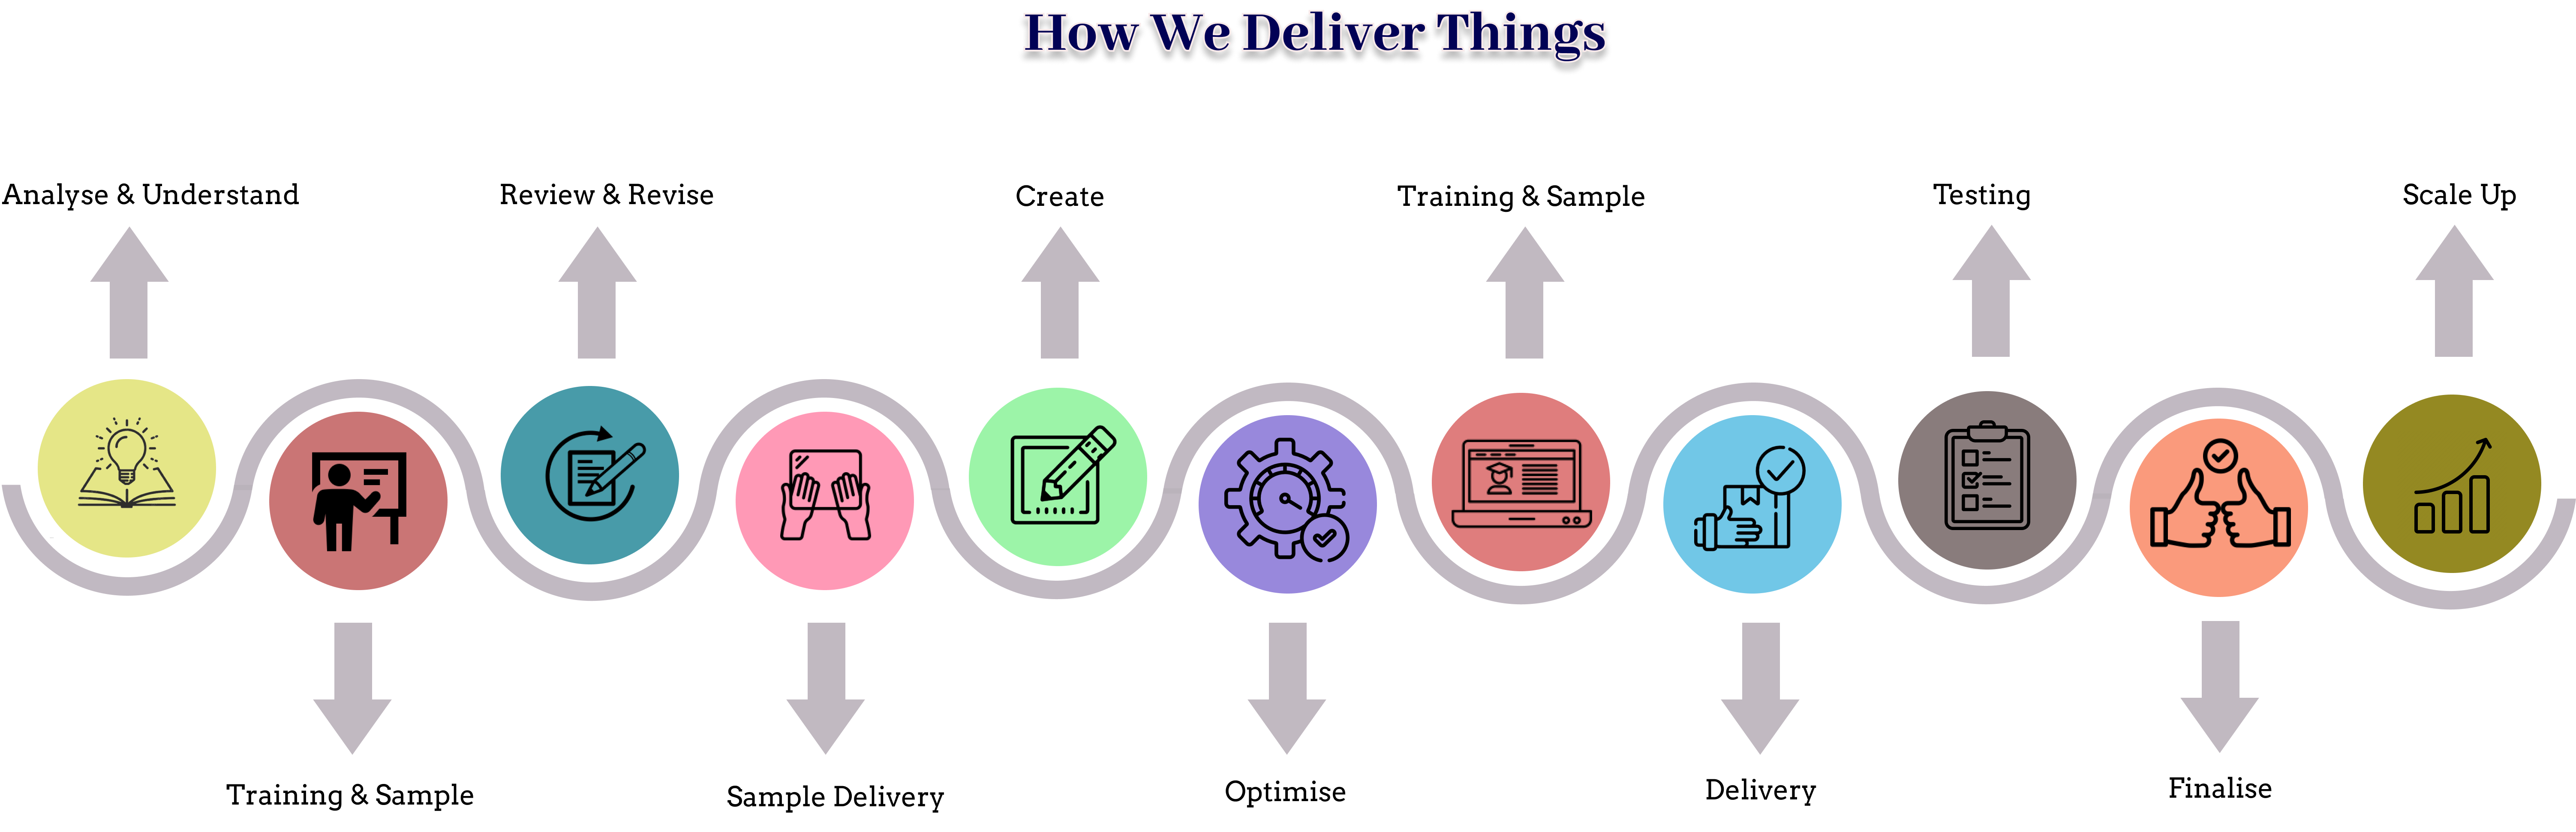 How We Deliver Things
Analyse & Understand
Training & Sample
Review & Revise
Sample Delivery
Create
Optimise
Training & Sample
Delivery
Testing
Finalise
Scale Up